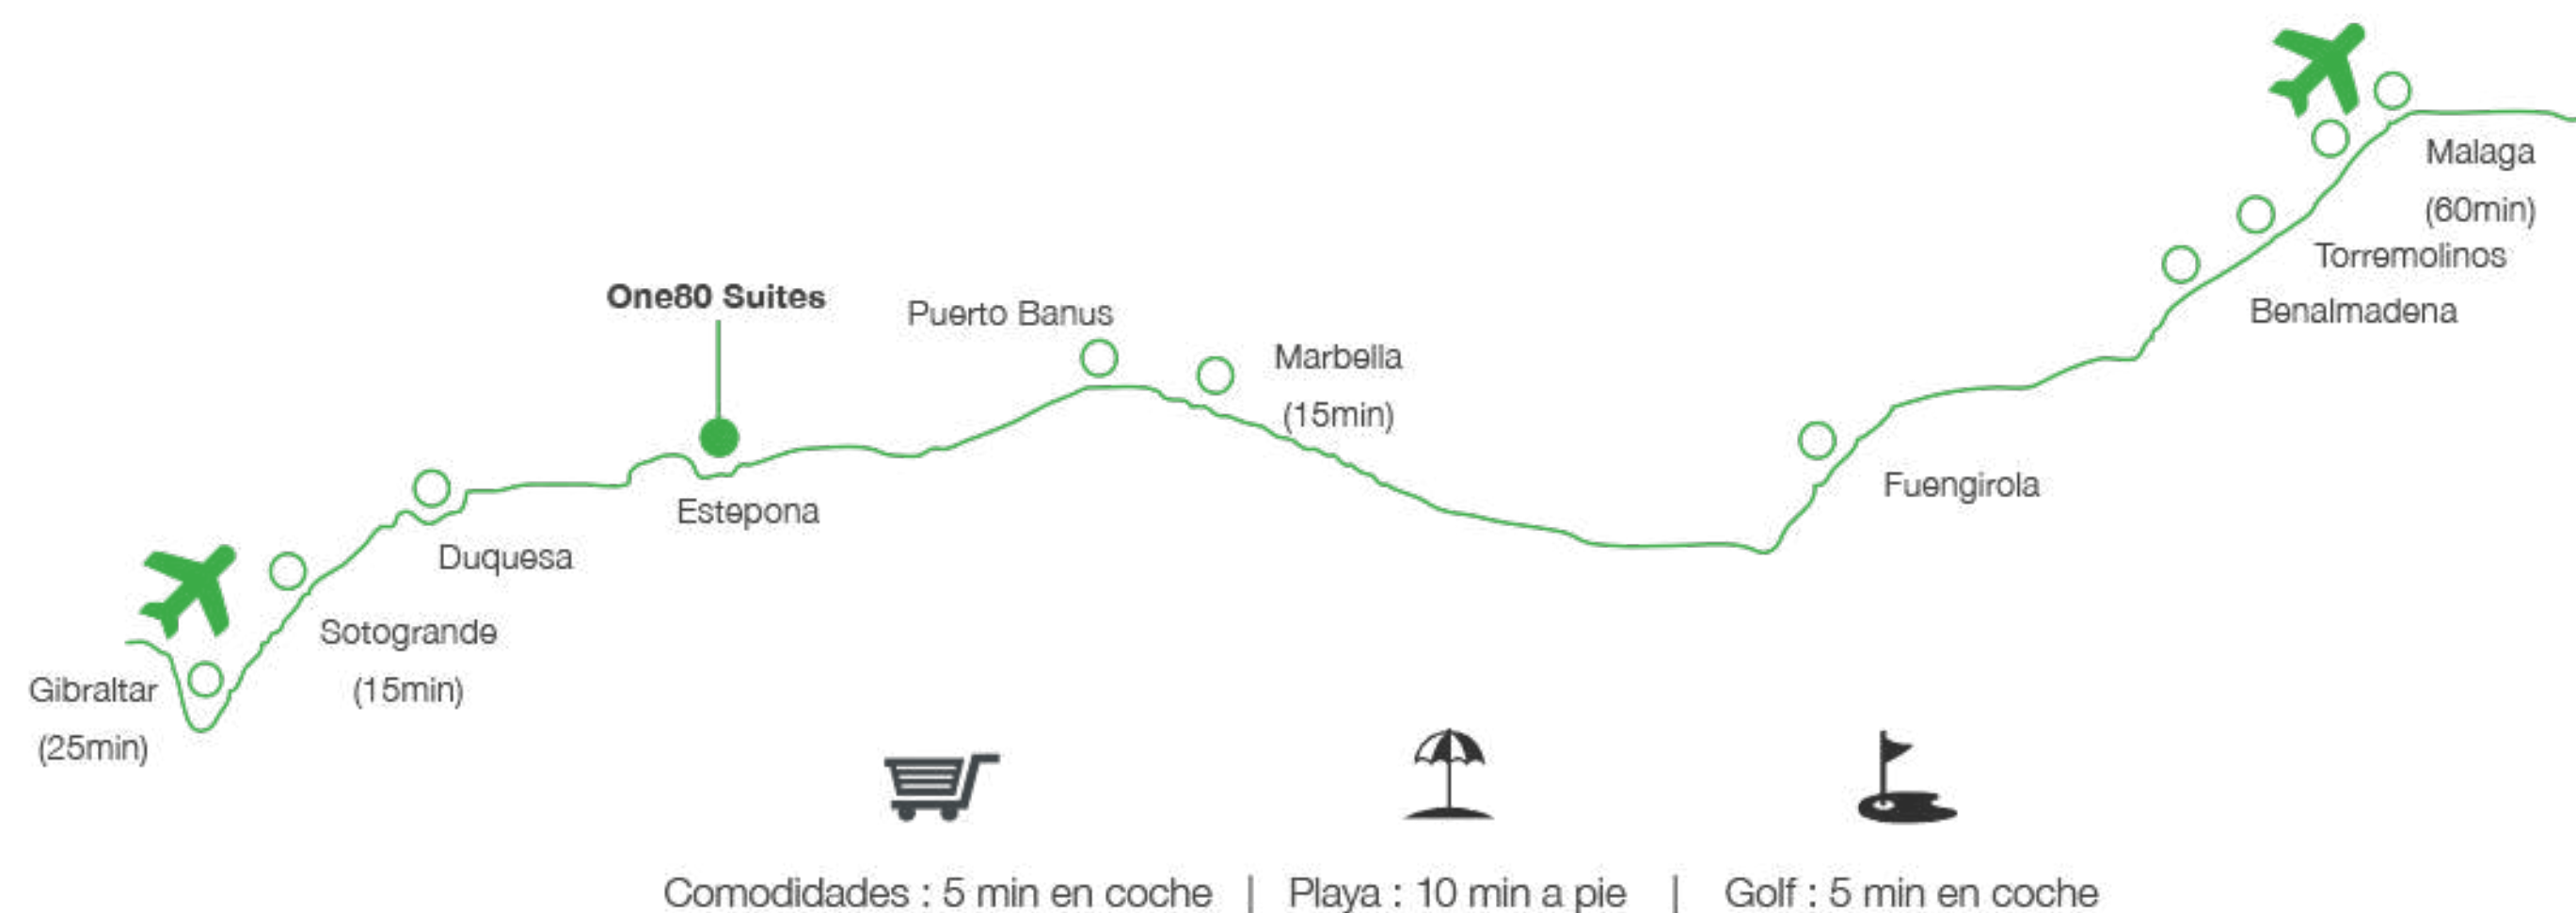 One80 Suites
Puerto Banus
Marbella
(15min)
Malaga
(60min)
Torremolinos
Benalmadena
Fuengirola
Estepona
Duquesa
Sotogrande
(15min)
Gibraltar
(25min)
Comodidades : 5 min en coche | Playa : 10 min a pie | Golf : 5 min en coche